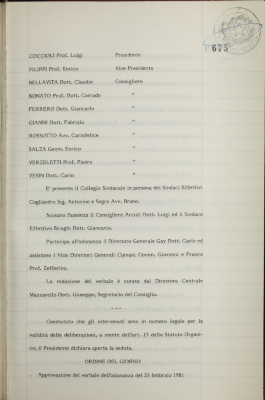 675
COCCIOLI Prof. Luigi Presidente
FILIPPI Prof. Enrico Vice Presidente
BELLAVITA Dott. Claudio Consigliere
BONATO Prof. Dott. Corrado "
FERRERO Dott. Giancarlo "
GIANNI Dott. Fabrizio "
ROSSOTTO Avv. Carlofelice "
SALZA Geom. Enrico "
VERZELETTI Prof. Pietro "
VESIN Dott. Carlo "
E' presente il Collegio Sindacale in persona dei Sindaci Effettivi
Cogliandro Sig. Antonino e Segre Avv. Bruno.
Scusano l'assenza il Consigliere Arcuti Dott. Luigi ed il Sindaco
Effettivo Biraghi Dott. Giancarlo.
Partecipa all'adunanza il Direttore Generale Gay Dott. Carlo ed
assistono i Vice Direttori Generali Cumani Comm. Giovanni e Franco
Prof. Zefferino.
La redazione del verbale è curata dal Direttore Centrale
Mazzarello Dott. Giuseppe, Segretario del Consiglio.
* * *
Constatato che gli intervenuti sono in numero legale per la
validità delle deliberazioni, a mente dell'art. 15 dello Statuto Organi-
co, il Presidente dichiara aperta la seduta.
ORDINE DEL GIORNO
- Approvazione del verbale dell'adunanza del 23 febbraio 1981